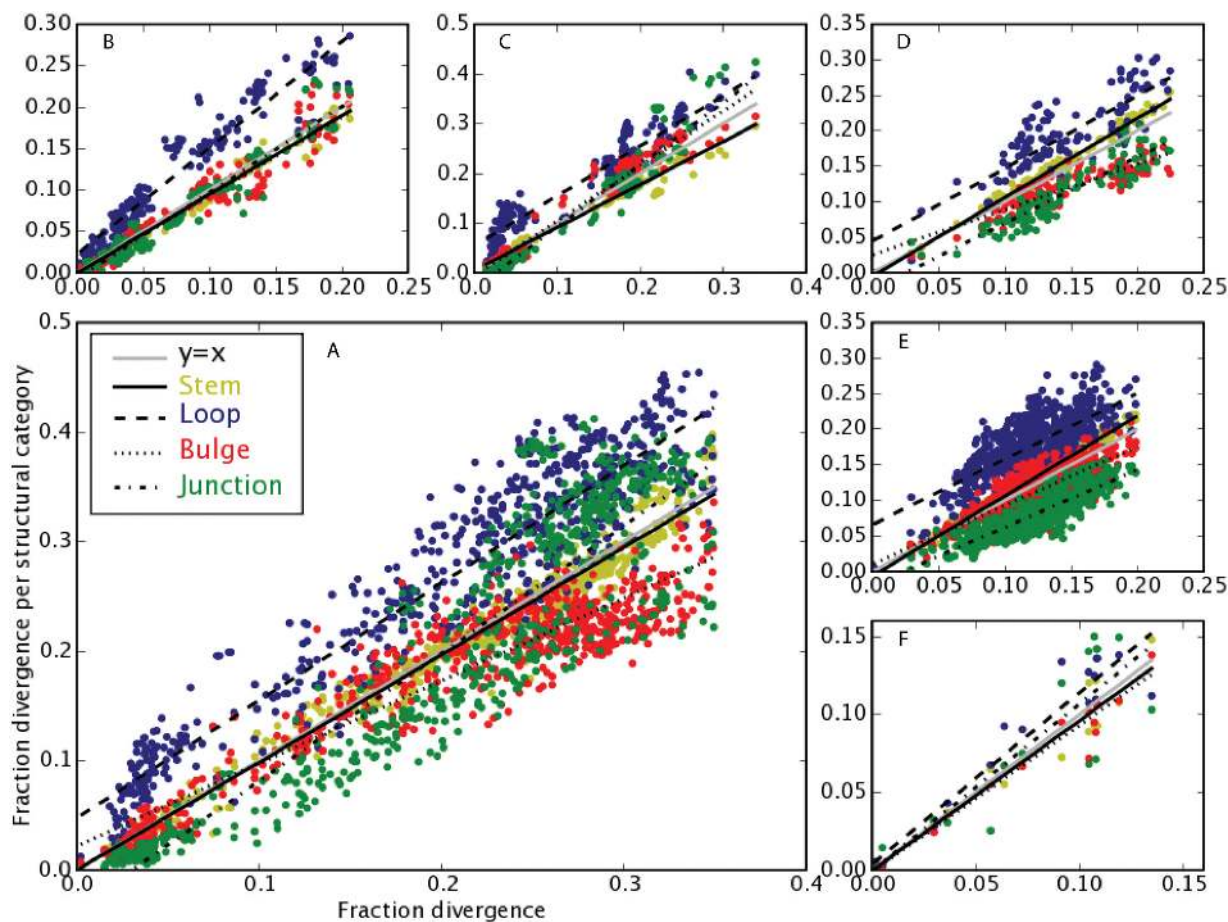 B
0.30
0.25
0.20
0.15
0.10
0.05
0.00
0.00 0.05 0.10 0.15 0.20 0.25
C
0.5
0.4
0.3
0.2
0.1
0.0
0.0 0.1 0.2 0.3 0.4
D
0.35
0.30
0.25
0.20
0.15
0.10
0.05
0.00
0.00 0.05 0.10 0.15 0.20 0.25
A
Fraction divergence per structural category
0.5
0.4
0.3
0.2
0.1
0.0
0.0 0.1 0.2 0.3 0.4
Fraction divergence
y=x
Stem
Loop
Bulge
Junction
E
0.35
0.30
0.25
0.20
0.15
0.10
0.05
0.00
0.00 0.05 0.10 0.15 0.20 0.25
F
0.15
0.10
0.05
0.00
0.00 0.05 0.10 0.15